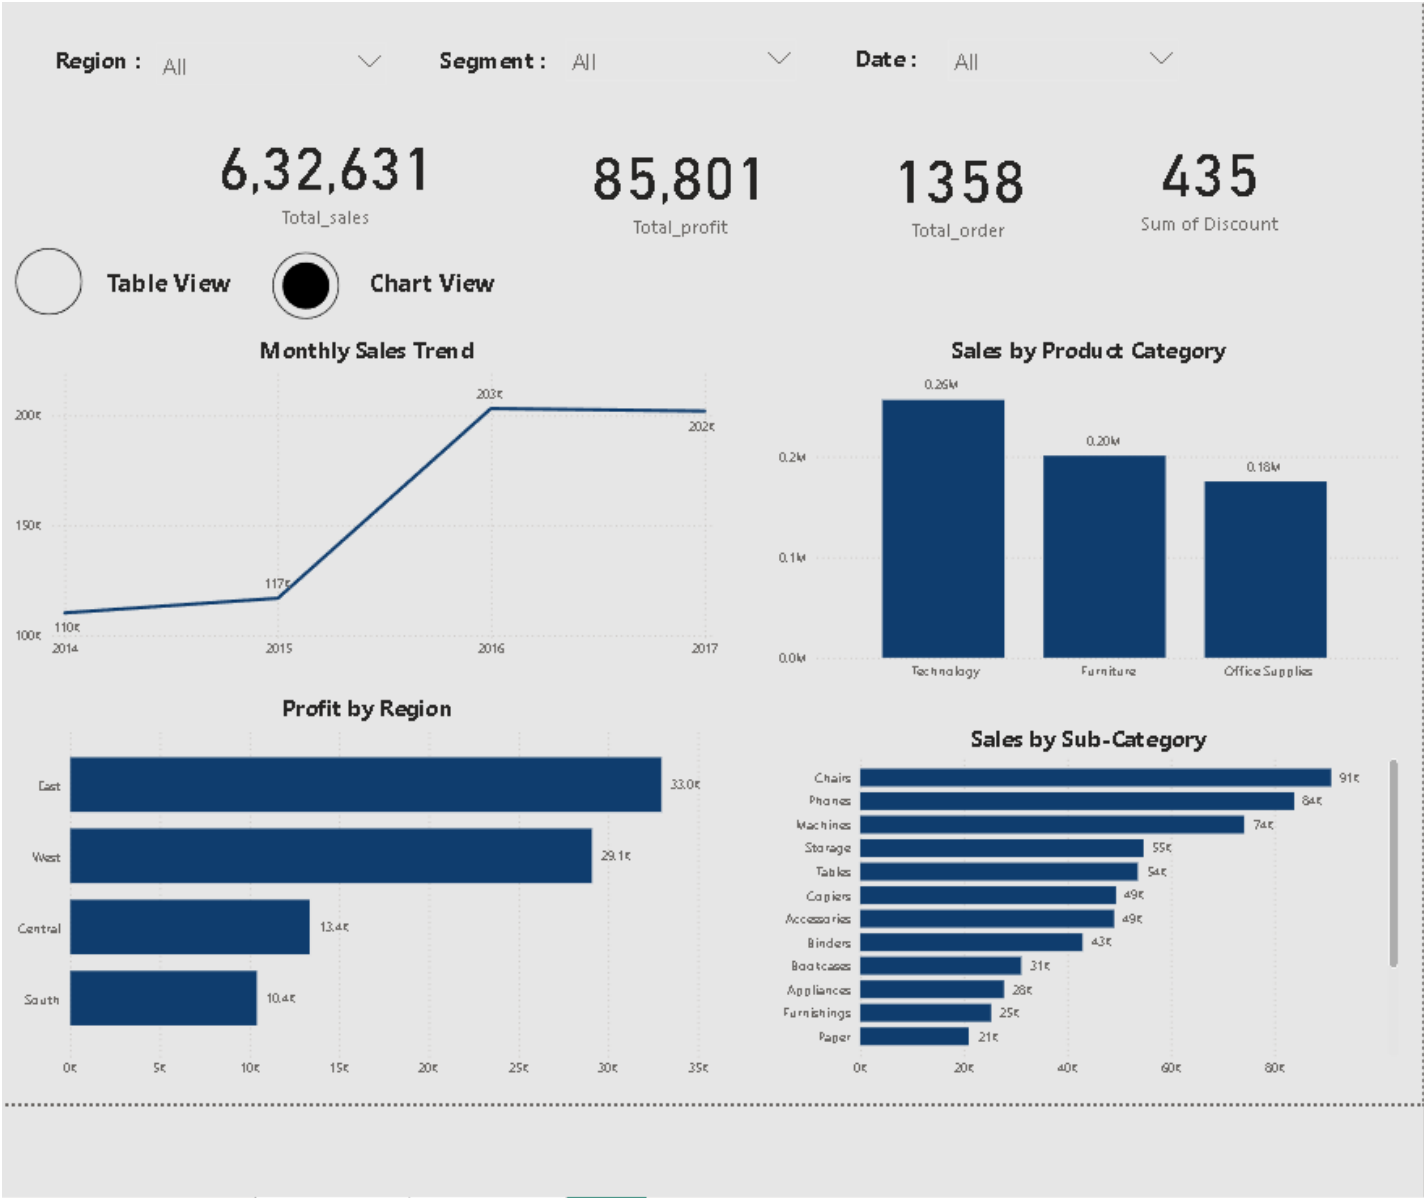 Region : All Segment : All Date : All
6,32,631 85,801 1358 435
Total_sales Total_profit Total_order Sum of Discount
Table View Chart View
Monthly Sales Trend
203K
200K
202K
150K
117K
110K
100K
2014 2015 2016 2017
Sales by Product Category
0.26M
0.20M
0.2M
0.18M
0.1M
0.0M
Technology Furniture Office Supplies
Profit by Region
East 33.0K
West 29.1K
Central 13.4K
South 10.4K
0K 5K 10K 15K 20K 25K 30K 35K
Sales by Sub-Category
Chairs 91K
Phones 84K
Machines 74K
Storage 55K
Tables 54K
Copiers 49K
Accessories 49K
Binders 43K
Bootcases 31K
Appliances 28K
Furnishings 25K
Paper 21K
0K 20K 40K 60K 80K